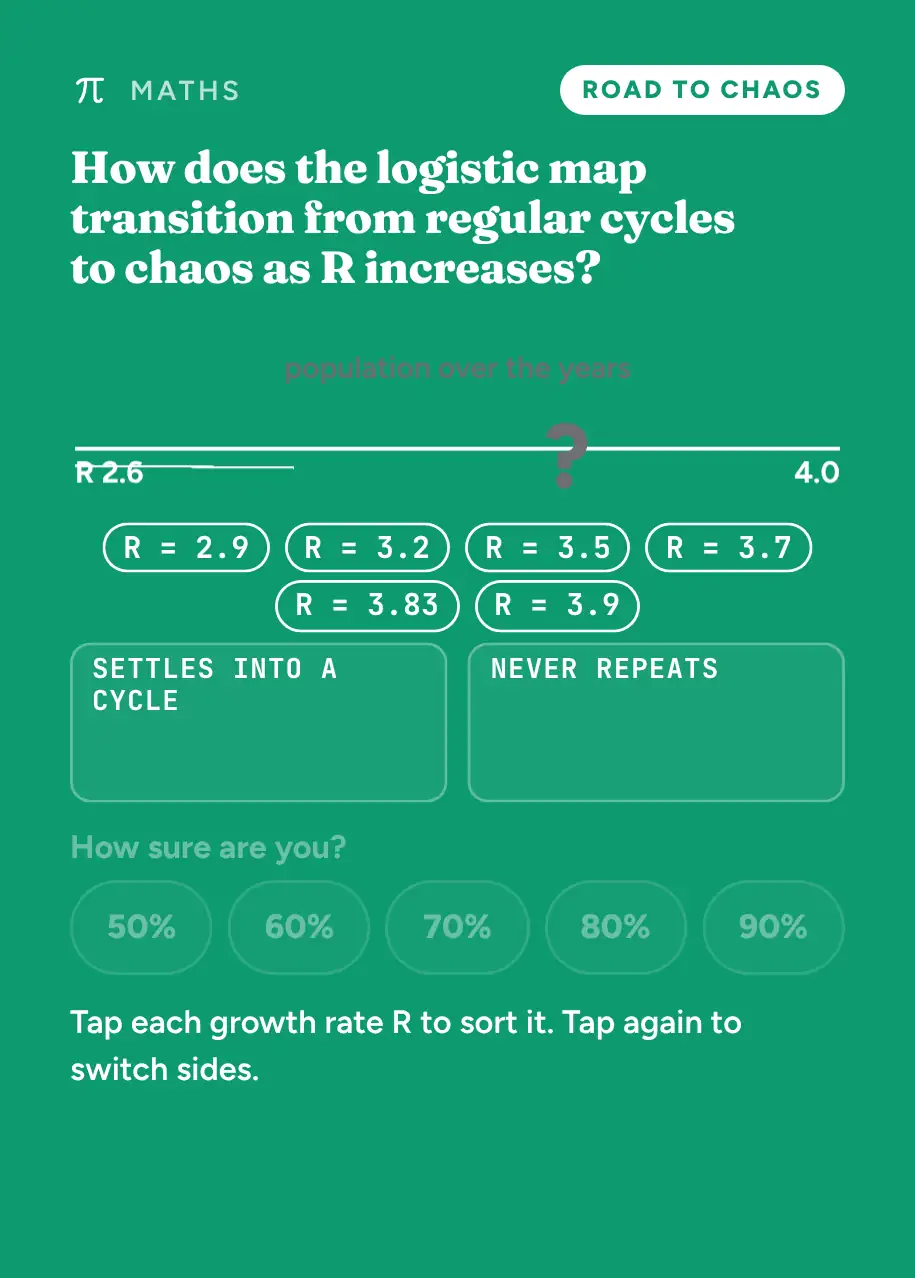 π MATHS
ROAD TO CHAOS
How does the logistic map
transition from regular cycles
to chaos as R increases?
population over the years
?
R 2.6
4.0
R = 2.9
R = 3.2
R = 3.5
R = 3.7
R = 3.83
R = 3.9
SETTLES INTO A
CYCLE
NEVER REPEATS
How sure are you?
50%
60%
70%
80%
90%
Tap each growth rate R to sort it. Tap again to
switch sides.